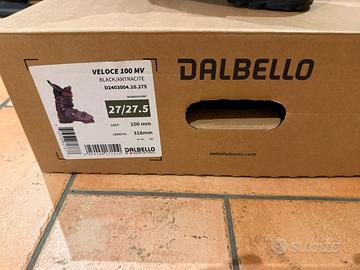 VELOCE 100 MV
BLACK/ANTRACITE
D2403004.10.275
MONDOPOINT
27/27.5
LAST: 100 mm
LENGTH: 318mm
DALBELLO
DALBELLO
dalbelloboots.com
SUbito